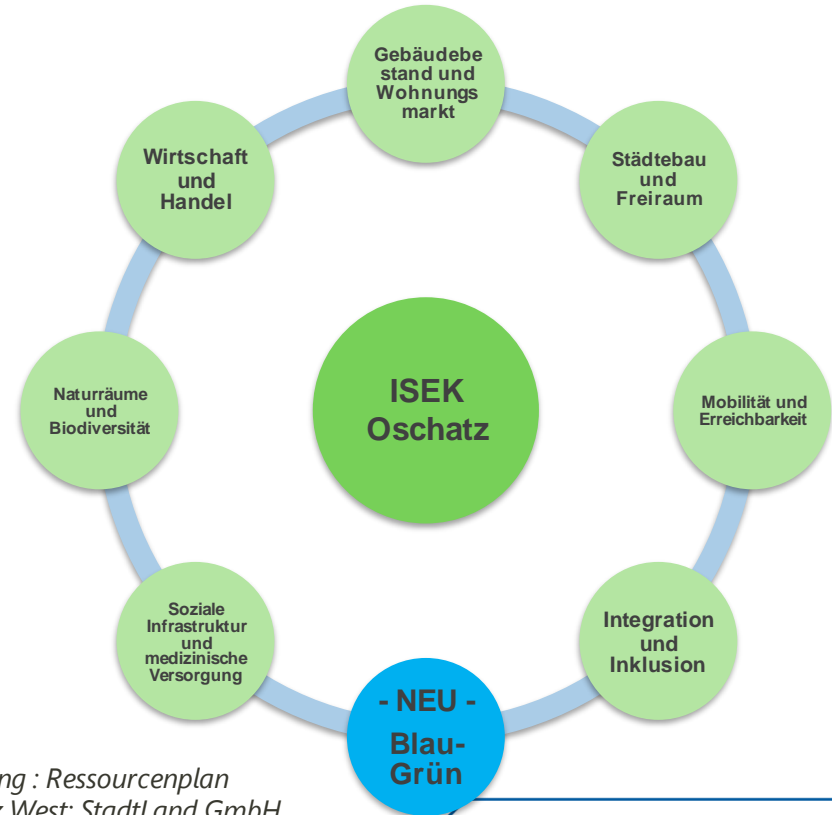 Gebäudebe
stand und
Wohnungs
markt
Städtebau
und
Freiraum
Mobilität und
Erreichbarkeit
Integration
und
Inklusion
- NEU -
Blau-
Grün
Soziale
Infrastruktur
und
medizinische
Versorgung
Naturräume
und
Biodiversität
Wirtschaft
und
Handel
ISEK
Oschatz
: Ressourcenplan
West: StadtLand GmbH